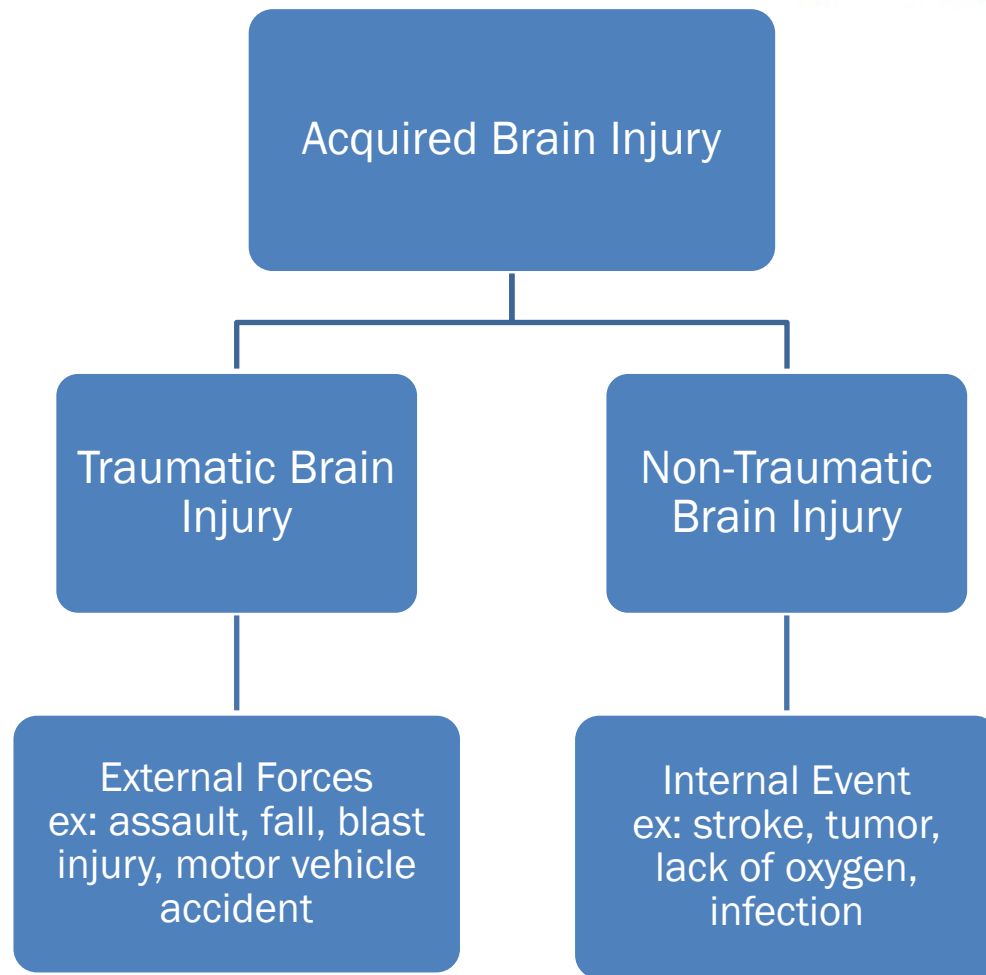 Acquired Brain Injury
Traumatic Brain
Injury
Non-Traumatic
Brain Injury
External Forces
ex: assault, fall, blast
injury, motor vehicle
accident
Internal Event
ex: stroke, tumor,
lack of oxygen,
infection